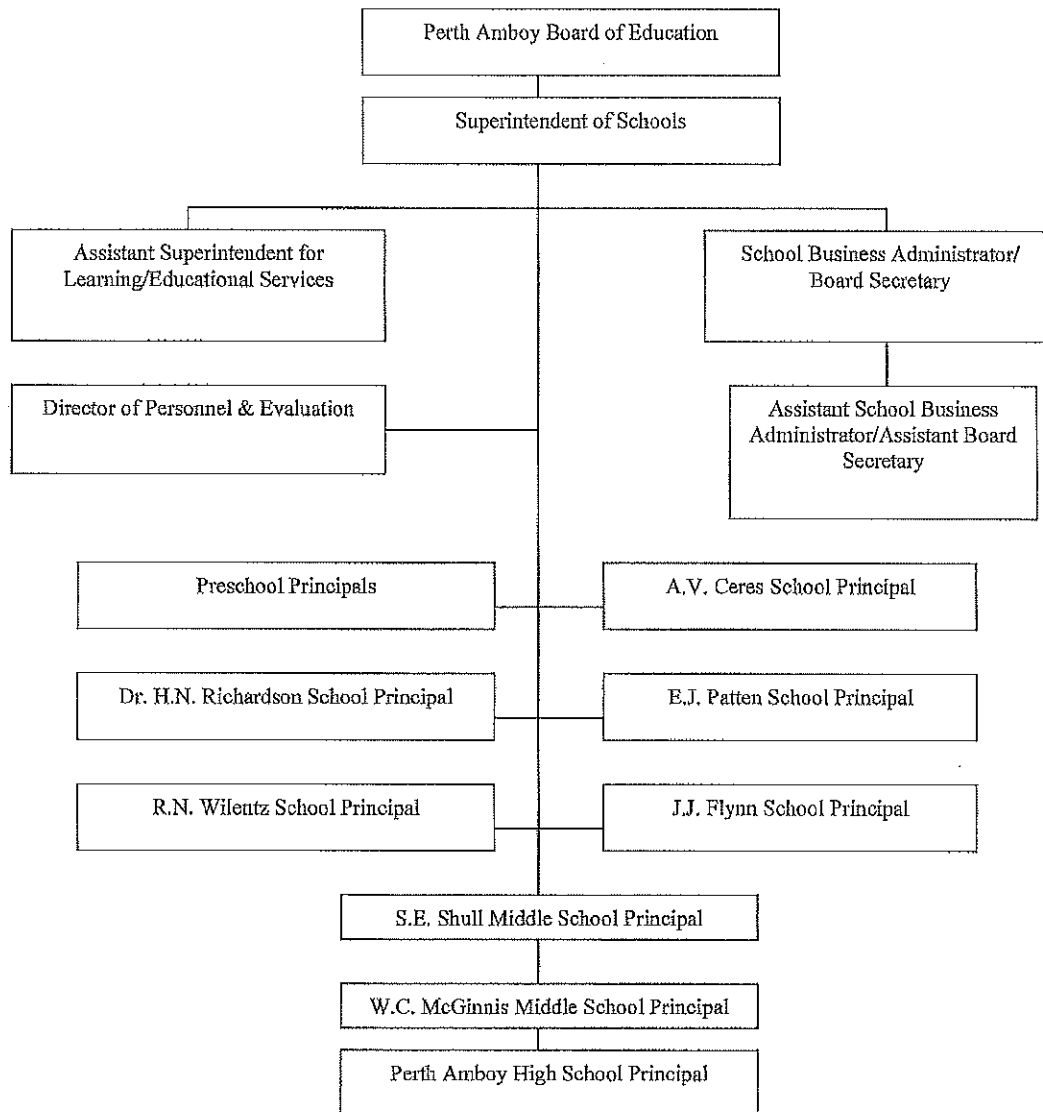 Perth Amboy Board of Education
Superintendent of Schools
Assistant Superintendent for
Learning/Educational Services
School Business Administrator/
Board Secretary
Director of Personnel & Evaluation
Assistant School Business
Administrator/Assistant Board
Secretary
Preschool Principals
A.V. Ceres School Principal
Dr. H.N. Richardson School Principal
E.J. Patten School Principal
R.N. Wilentz School Principal
J.J. Flynn School Principal
S.E. Shull Middle School Principal
W.C. McGinnis Middle School Principal
Perth Amboy High School Principal